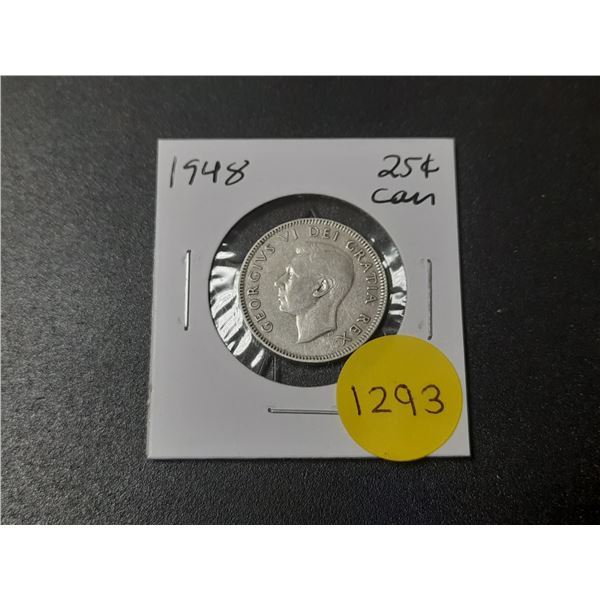 1948
25¢
can
GEORGIVS VI DEI GRATIA REX
1293